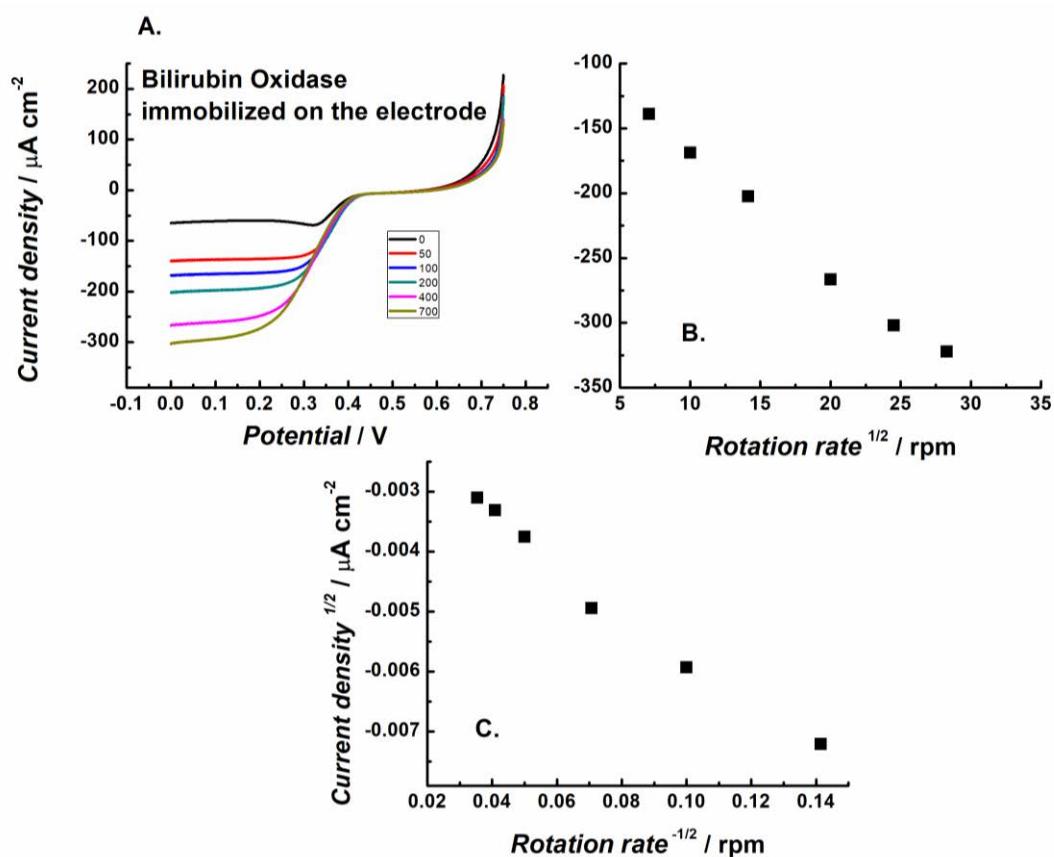 A.
Bilirubin Oxidase
immobilized on the electrode
200
100
0
-100
-200
-300
Current density / μA cm-2
0
50
100
200
400
700
-0.1 0.0 0.1 0.2 0.3 0.4 0.5 0.6 0.7 0.8
Potential / V
-100
-150
-200
-250
-300
-350
B.
5 10 15 20 25 30 35
Rotation rate 1/2 / rpm
-0.003
-0.004
-0.005
-0.006
-0.007
Current density 1/2 / μA cm-2
C.
0.02 0.04 0.06 0.08 0.10 0.12 0.14
Rotation rate -1/2 / rpm